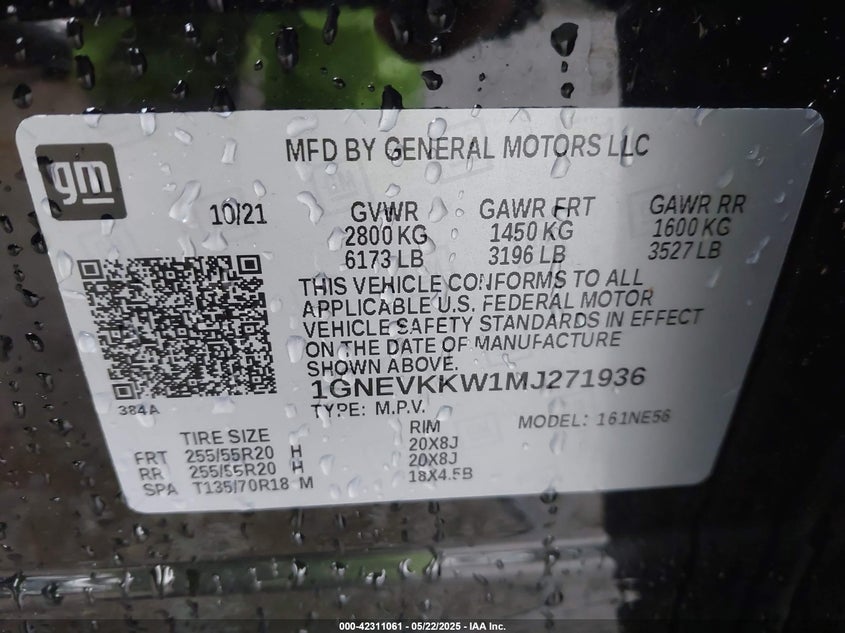 MFD BY GENERAL MOTORS LLC
gm
10/21 GVWR GAWR FRT GAWR RR
2800 KG 1450 KG 1600 KG
6173 LB 3196 LB 3527 LB
THIS VEHICLE CONFORMS TO ALL
APPLICABLE U.S. FEDERAL MOTOR
VEHICLE SAFETY STANDARDS IN EFFECT
ON THE DATE OF MANUFACTURE
SHOWN ABOVE.
1GNEVKKW1MJ271936
384A
TYPE: M.P.V. MODEL: 161NE56
TIRE SIZE RIM
FRT 255/55R20 H 20X8J
RR 255/55R20 H 20X8J
SPA T135/70R18 M 18X4.5B
000-42311061 - 05/22/2025 - IAA Inc.